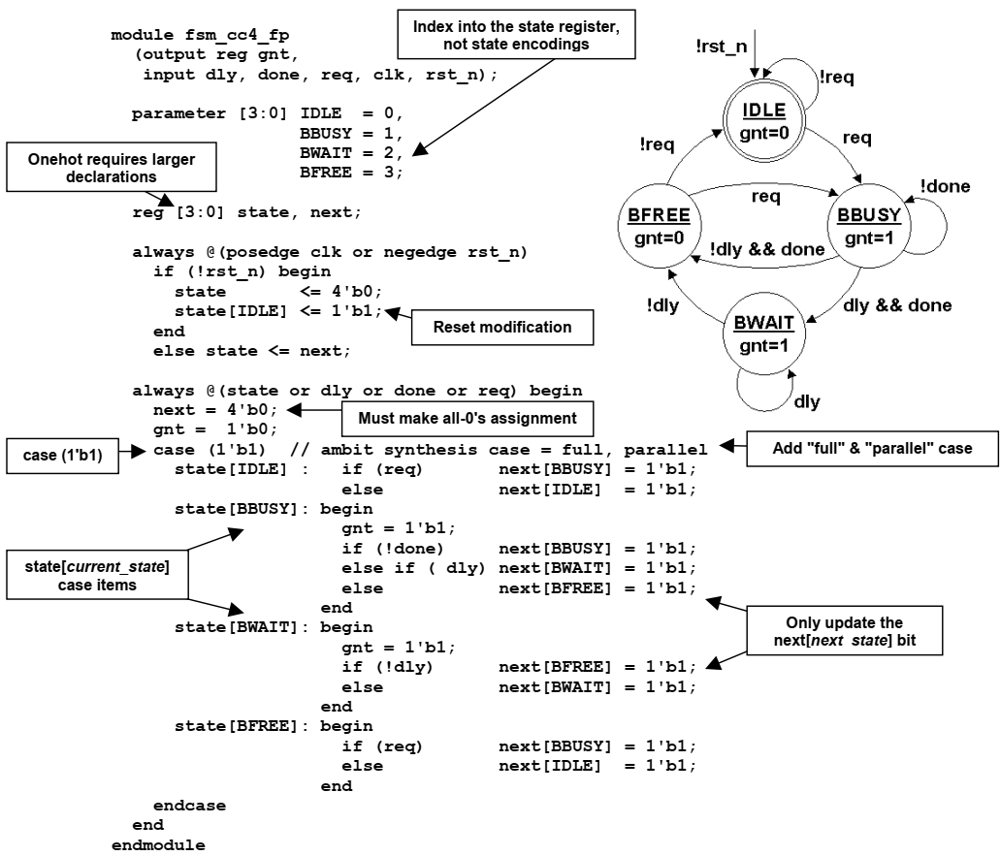 module fsm_cc4_fp
  (output reg gnt,
   input dly, done, req, clk, rst_n);

  parameter [3:0] IDLE  = 0,
                  BBUSY = 1,
                  BWAIT = 2,
                  BFREE = 3;

  reg [3:0] state, next;

  always @(posedge clk or negedge rst_n)
    if (!rst_n) begin
      state       <= 4'b0;
      state[IDLE] <= 1'b1;
    end
    else state <= next;

  always @(state or dly or done or req) begin
    next = 4'b0;
    gnt =  1'b0;
    case (1'b1)  // ambit synthesis case = full, parallel
      state[IDLE] :   if (req)       next[BBUSY] = 1'b1;
                      else           next[IDLE]  = 1'b1;
      state[BBUSY]: begin
                      gnt = 1'b1;
                      if (!done)     next[BBUSY] = 1'b1;
                      else if ( dly) next[BWAIT] = 1'b1;
                      else           next[BFREE] = 1'b1;
                    end
      state[BWAIT]: begin
                      gnt = 1'b1;
                      if (!dly)      next[BFREE] = 1'b1;
                      else           next[BWAIT] = 1'b1;
                    end
      state[BFREE]: begin
                      if (req)       next[BBUSY] = 1'b1;
                      else           next[IDLE]  = 1'b1;
                    end
    endcase
  end
endmodule
Index into the state register,
not state encodings
Onehot requires larger
declarations
Reset modification
Must make all-0's assignment
case (1'b1)
Add "full" & "parallel" case
state[current_state]
case items
Only update the
next[next state] bit
!rst_n
!req
IDLE
gnt=0
!req
req
BFREE
gnt=0
req
BBUSY
gnt=1
!done
!dly && done
!dly
BWAIT
gnt=1
dly && done
dly